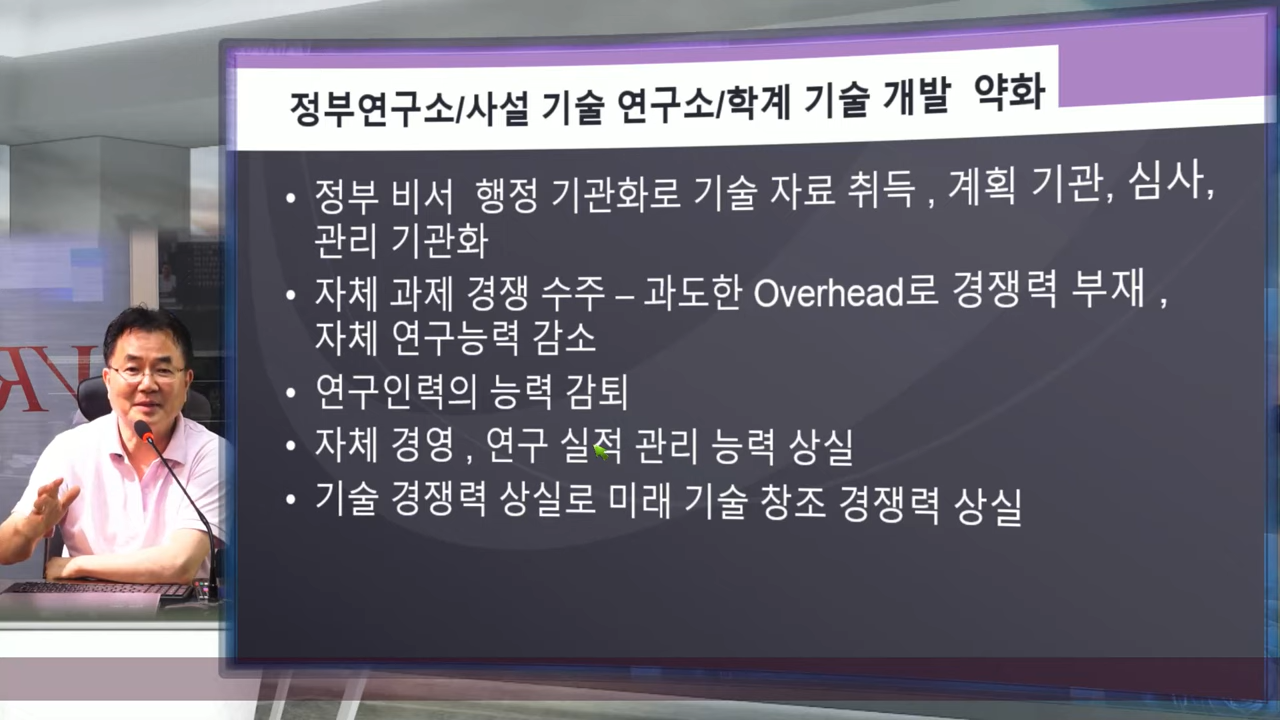 정부연구소/사설 기술 연구소/학계 기술 개발 약화
• 정부 비서 행정 기관화로 기술 자료 취득 , 계획 기관, 심사,
관리 기관화
• 자체 과제 경쟁 수주 – 과도한 Overhead로 경쟁력 부재 ,
자체 연구능력 감소
• 연구인력의 능력 감퇴
• 자체 경영 , 연구 실적 관리 능력 상실
• 기술 경쟁력 상실로 미래 기술 창조 경쟁력 상실